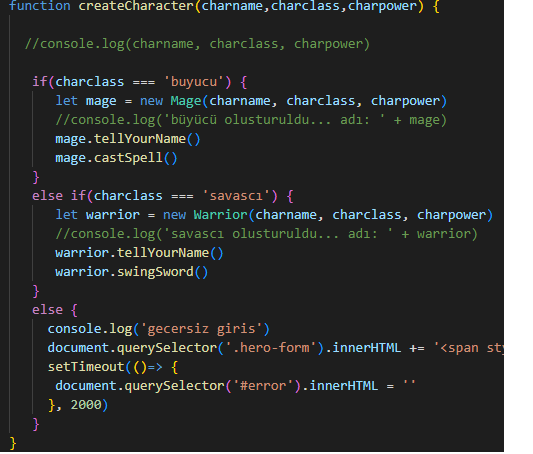 function createCharacter(charname,charclass,charpower) {
//console.log(charname, charclass, charpower)
if(charclass === 'buyucu') {
let mage = new Mage(charname, charclass, charpower)
//console.log('büyücü olusturuldu... adı: ' + mage)
mage.tellYourName()
mage.castSpell()
}
else if(charclass === 'savascı') {
let warrior = new Warrior(charname, charclass, charpower)
//console.log('savascı olusturuldu... adı: ' + warrior)
warrior.tellYourName()
warrior.swingSword()
}
else {
console.log('gecersiz giris')
document.querySelector('.hero-form').innerHTML += '<span sty
setTimeout(()=> {
document.querySelector('#error').innerHTML = ''
}, 2000)
}
}